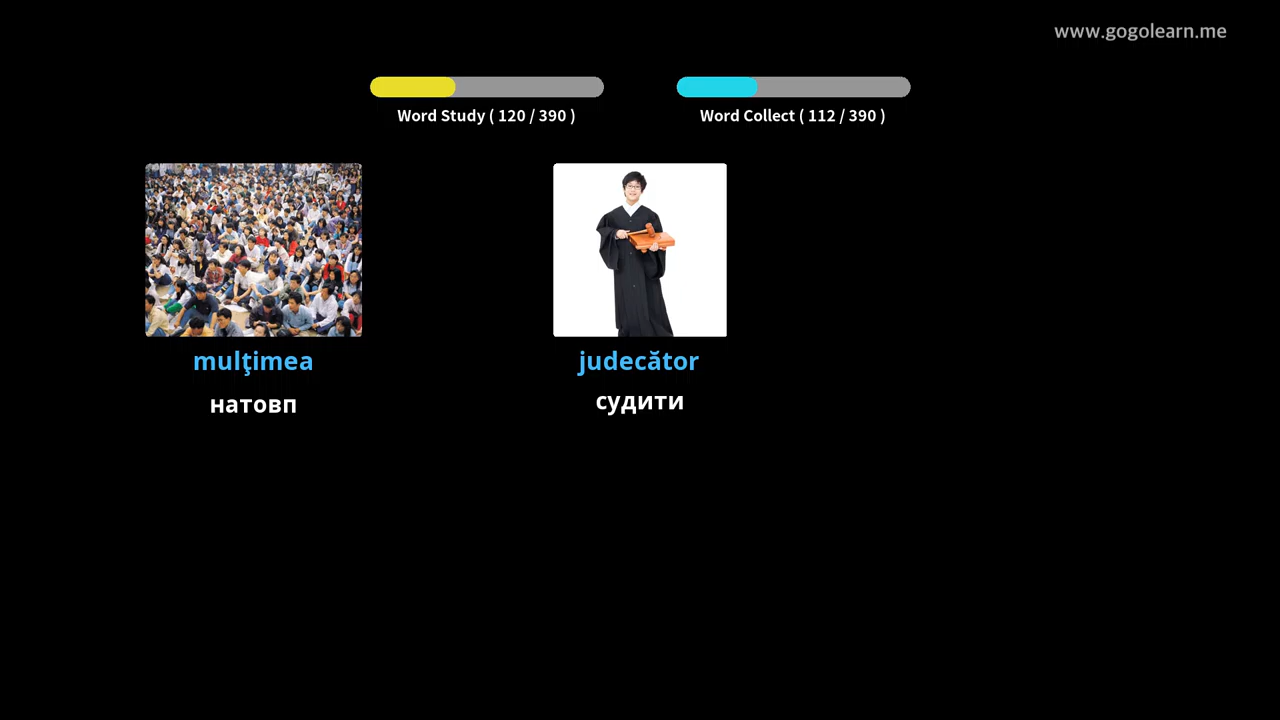 www.gogolearn.me
Word Study ( 120 / 390 )
Word Collect ( 112 / 390 )
mulţimea
judecător
натовп
судити